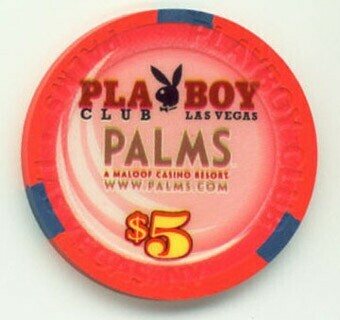 PLAYBOY
CLUB LAS VEGAS
PALMS
A MALOOF CASINO RESORT
WWW.PALMS.COM
$5